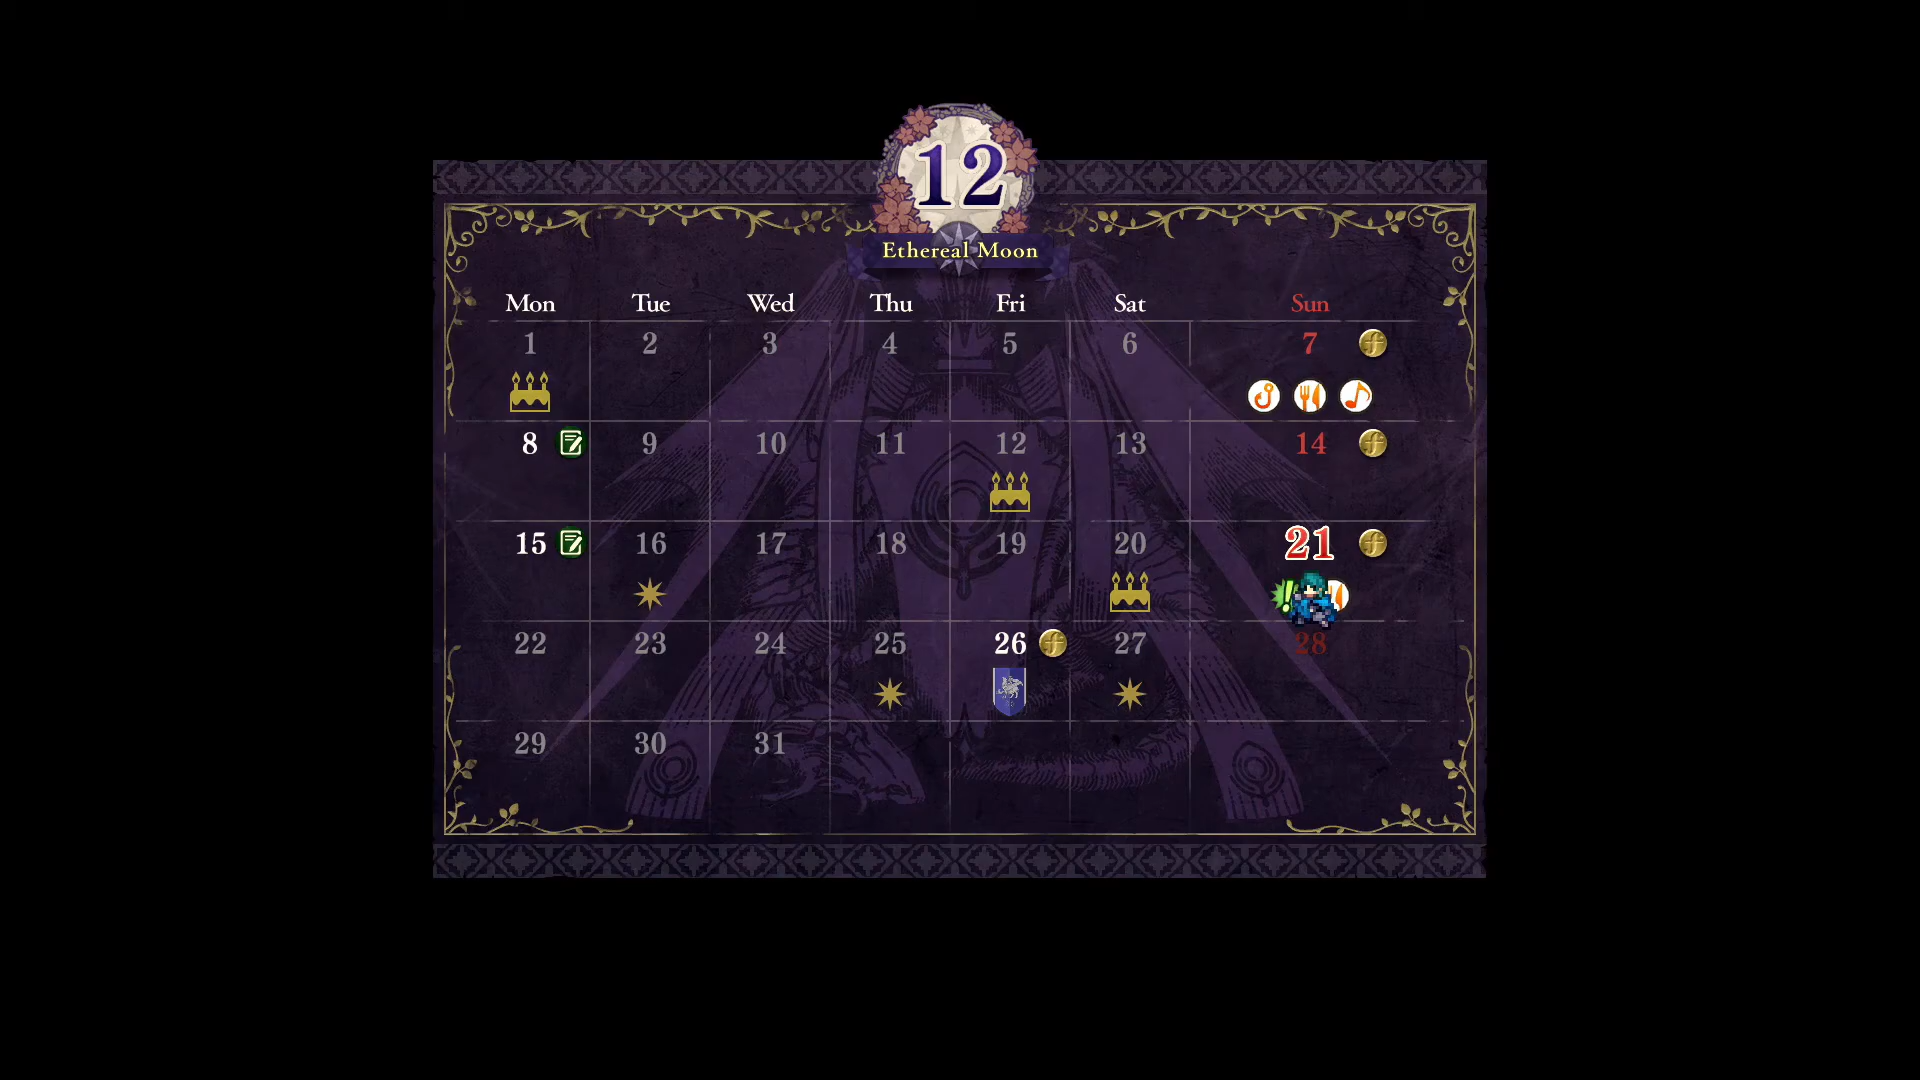 12
Ethereal Moon
Mon Tue Wed Thu Fri Sat Sun
1 2 3 4 5 6 7
8 9 10 11 12 13 14
15 16 17 18 19 20 21
22 23 24 25 26 27 28
29 30 31